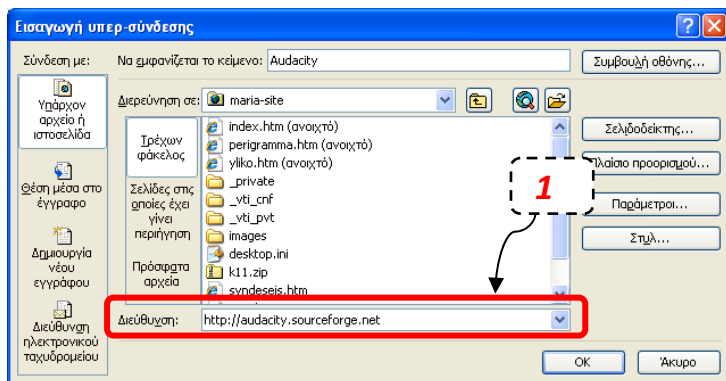 Εισαγωγή υπερ-σύνδεσης
Σύνδεση με:
Να εμφανίζεται το κείμενο: Audacity
Συμβουλή οθόνης...
Υπάρχον
αρχείο ή
ιστοσελίδα
Θέση μέσα στο
έγγραφο
Δημιουργία
νέου
εγγράφου
Διεύθυνση
ηλεκτρονικού
ταχυδρομείου
Διερεύνηση σε: maria-site
Τρέχων
φάκελος
Σελίδες στις
οποίες έχει
γίνει
περιήγηση
Πρόσφατα
αρχεία
index.htm (ανοιχτό)
perigramma.htm (ανοιχτό)
yliko.htm (ανοιχτό)
_private
_vti_cnf
_vti_pvt
images
desktop.ini
k11.zip
syndeseis.htm
Σελιδοδείκτης...
Πλαίσιο προορισμού...
Παράμετροι...
Στυλ...
1
Διεύθυνση: http://audacity.sourceforge.net
OK
Άκυρο